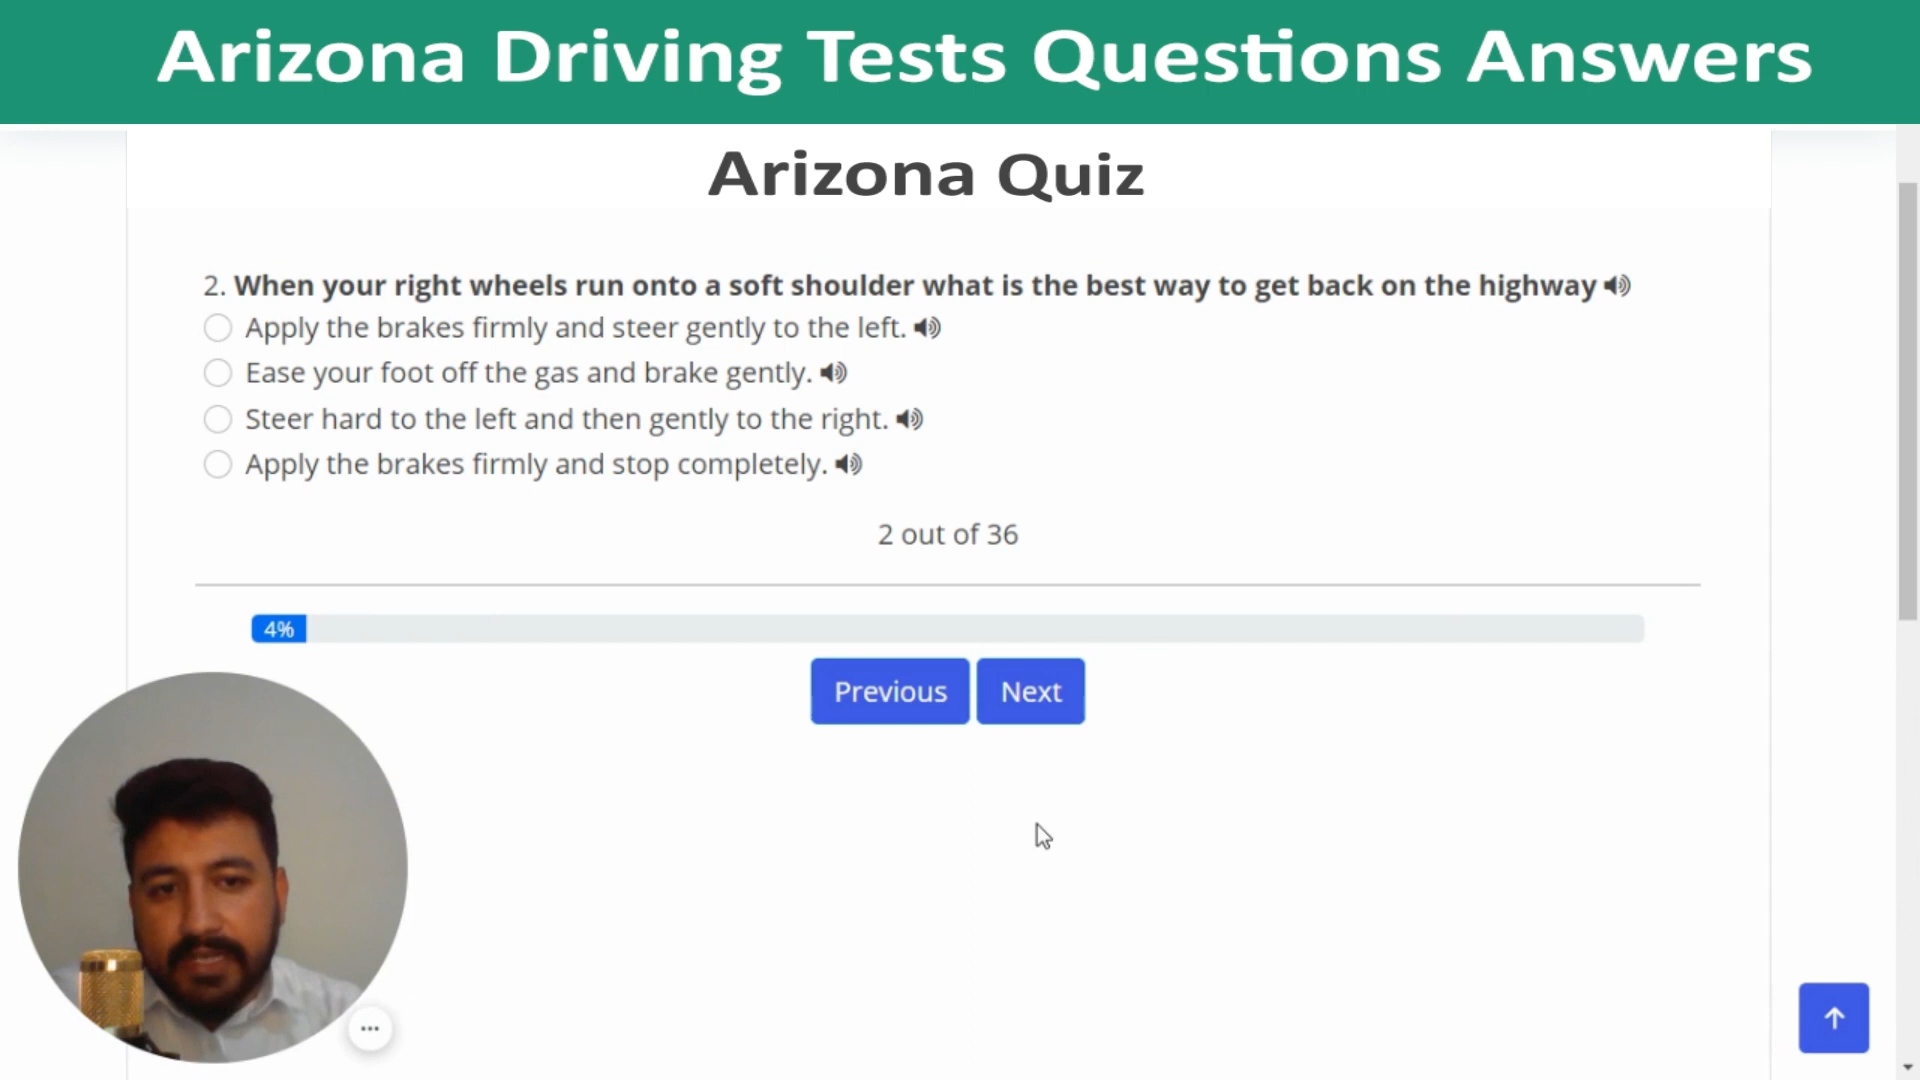 Arizona Driving Tests Questions Answers
Arizona Quiz
2. When your right wheels run onto a soft shoulder what is the best way to get back on the highway
Apply the brakes firmly and steer gently to the left.
Ease your foot off the gas and brake gently.
Steer hard to the left and then gently to the right.
Apply the brakes firmly and stop completely.
2 out of 36
4%
Previous Next